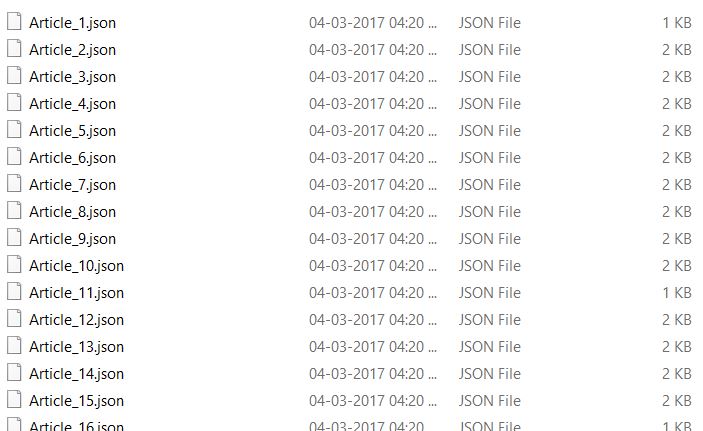 Article_1.json 04-03-2017 04:20 ... JSON File 1 KB
Article_2.json 04-03-2017 04:20 ... JSON File 2 KB
Article_3.json 04-03-2017 04:20 ... JSON File 2 KB
Article_4.json 04-03-2017 04:20 ... JSON File 2 KB
Article_5.json 04-03-2017 04:20 ... JSON File 2 KB
Article_6.json 04-03-2017 04:20 ... JSON File 2 KB
Article_7.json 04-03-2017 04:20 ... JSON File 2 KB
Article_8.json 04-03-2017 04:20 ... JSON File 2 KB
Article_9.json 04-03-2017 04:20 ... JSON File 2 KB
Article_10.json 04-03-2017 04:20 ... JSON File 2 KB
Article_11.json 04-03-2017 04:20 ... JSON File 1 KB
Article_12.json 04-03-2017 04:20 ... JSON File 2 KB
Article_13.json 04-03-2017 04:20 ... JSON File 2 KB
Article_14.json 04-03-2017 04:20 ... JSON File 2 KB
Article_15.json 04-03-2017 04:20 ... JSON File 2 KB
Article_16.json 04-03-2017 04:20 JSON File 1 KB